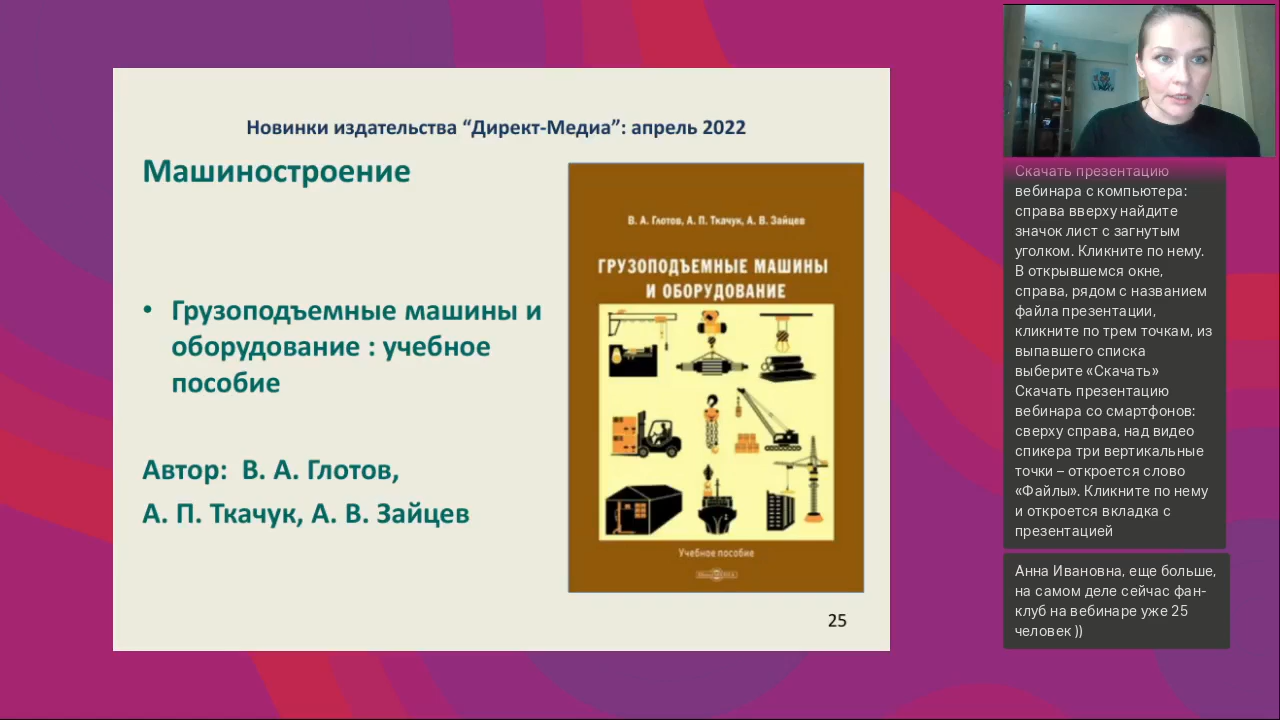 Новинки издательства “Директ-Медиа”: апрель 2022
Машиностроение
• Грузоподъемные машины и
оборудование : учебное
пособие
Автор: В. А. Глотов,
А. П. Ткачук, А. В. Зайцев
В. А. Глотов, А. П. Ткачук, А. В. Зайцев
ГРУЗОПОДЪЕМНЫЕ МАШИНЫ
И ОБОРУДОВАНИЕ
Учебное пособие
25
Скачать презентацию
вебинара с компьютера:
справа вверху найдите
значок лист с загнутым
уголком. Кликните по нему.
В открывшемся окне,
справа, рядом с названием
файла презентации,
кликните по трем точкам, из
выпавшего списка
выберите «Скачать»
Скачать презентацию
вебинара со смартфонов:
сверху справа, над видео
спикера три вертикальные
точки – откроется слово
«Файлы». Кликните по нему
и откроется вкладка с
презентацией
Анна Ивановна, еще больше,
на самом деле сейчас фан-
клуб на вебинаре уже 25
человек ))